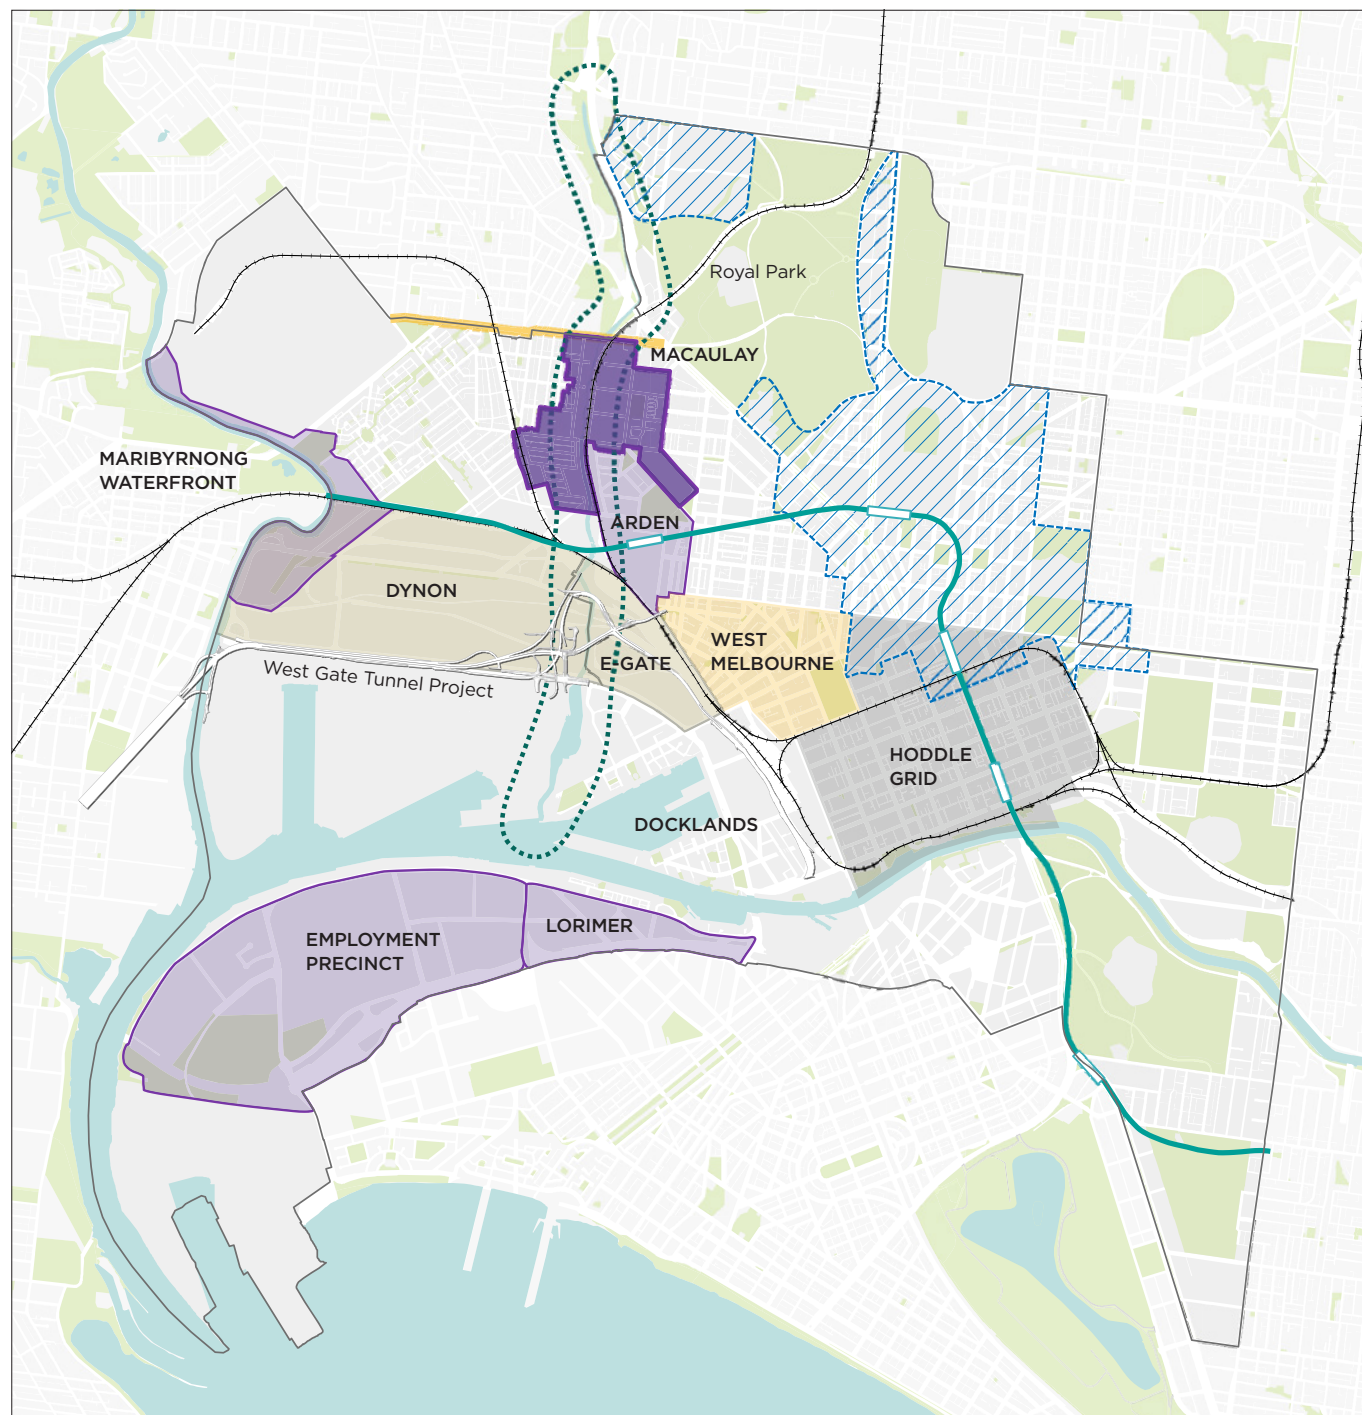 Royal Park
MACAULAY
MARIBYRNONG
WATERFRONT
ARDEN
DYNON
WEST
MELBOURNE
E-GATE
West Gate Tunnel Project
HODDLE
GRID
DOCKLANDS
LORIMER
EMPLOYMENT
PRECINCT